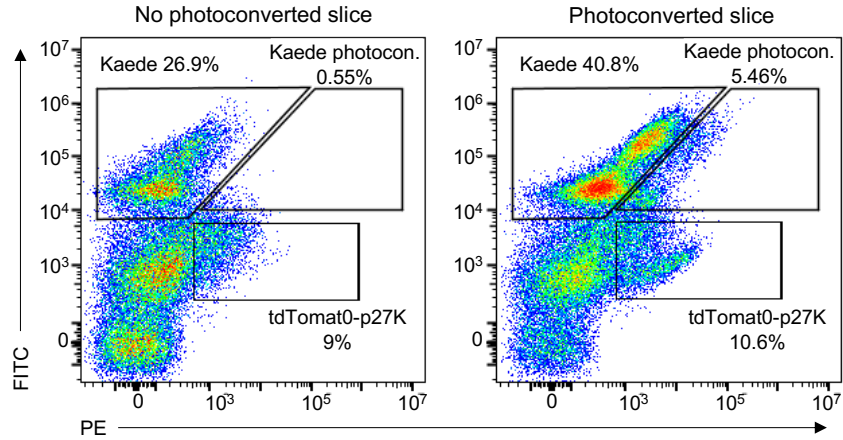 No photoconverted slice
Photoconverted slice
10⁷
10⁶
10⁵
10⁴
10³
0
Kaede 26.9%
Kaede photocon.
0.55%
tdTomat0-p27K
9%
0
10³
10⁵
10⁷
10⁷
10⁶
10⁵
10⁴
10³
0
Kaede 40.8%
Kaede photocon.
5.46%
tdTomat0-p27K
10.6%
0
10³
10⁵
10⁷
FITC
PE